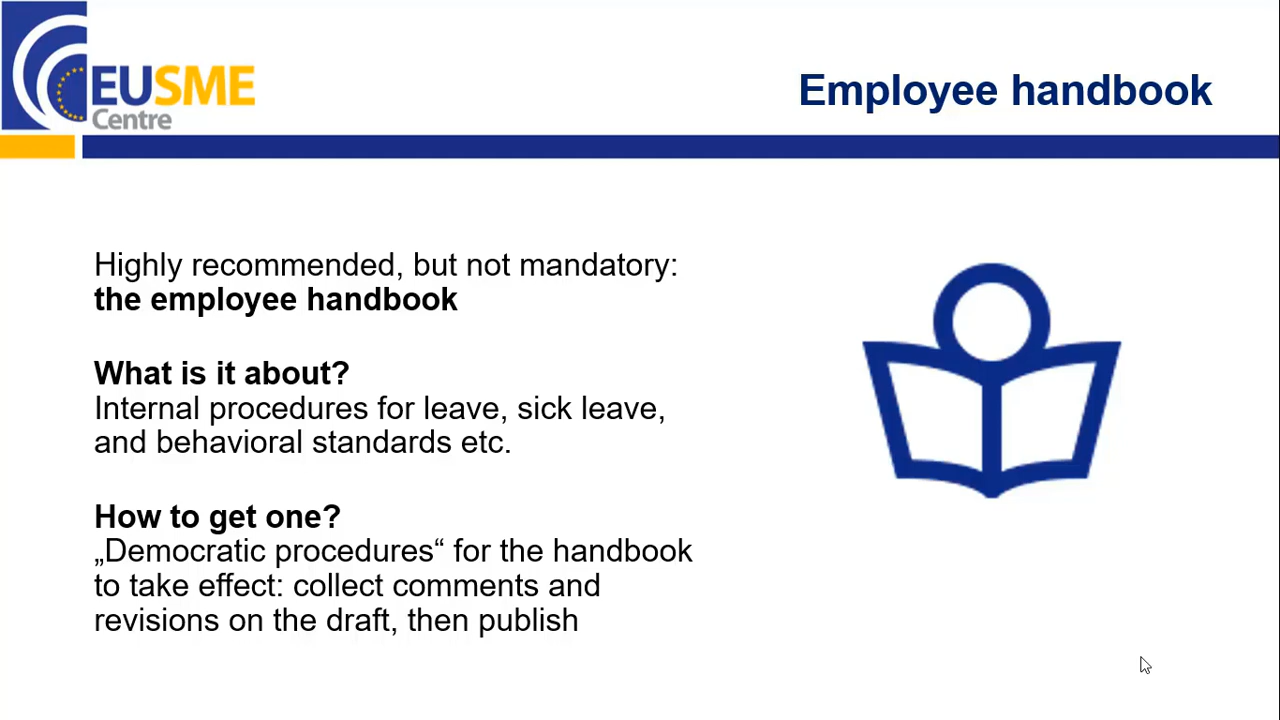 EUSME
Centre
Employee handbook
Highly recommended, but not mandatory:
the employee handbook
What is it about?
Internal procedures for leave, sick leave,
and behavioral standards etc.
How to get one?
„Democratic procedures“ for the handbook
to take effect: collect comments and
revisions on the draft, then publish